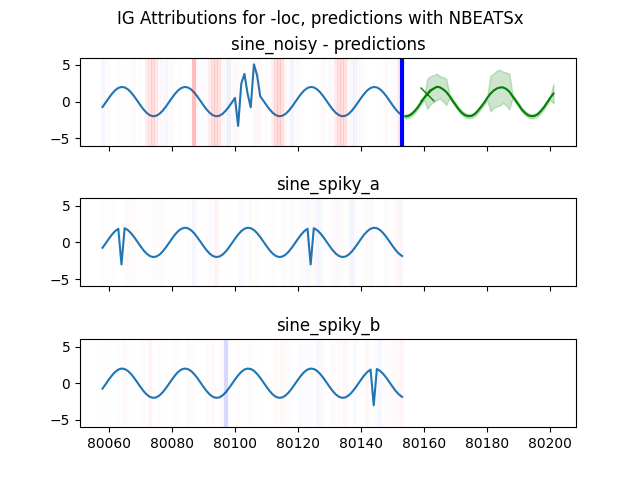 IG Attributions for -loc, predictions with NBEATSx
sine_noisy - predictions
5
0
−5
sine_spiky_a
5
0
−5
sine_spiky_b
5
0
−5
80060 80080 80100 80120 80140 80160 80180 80200